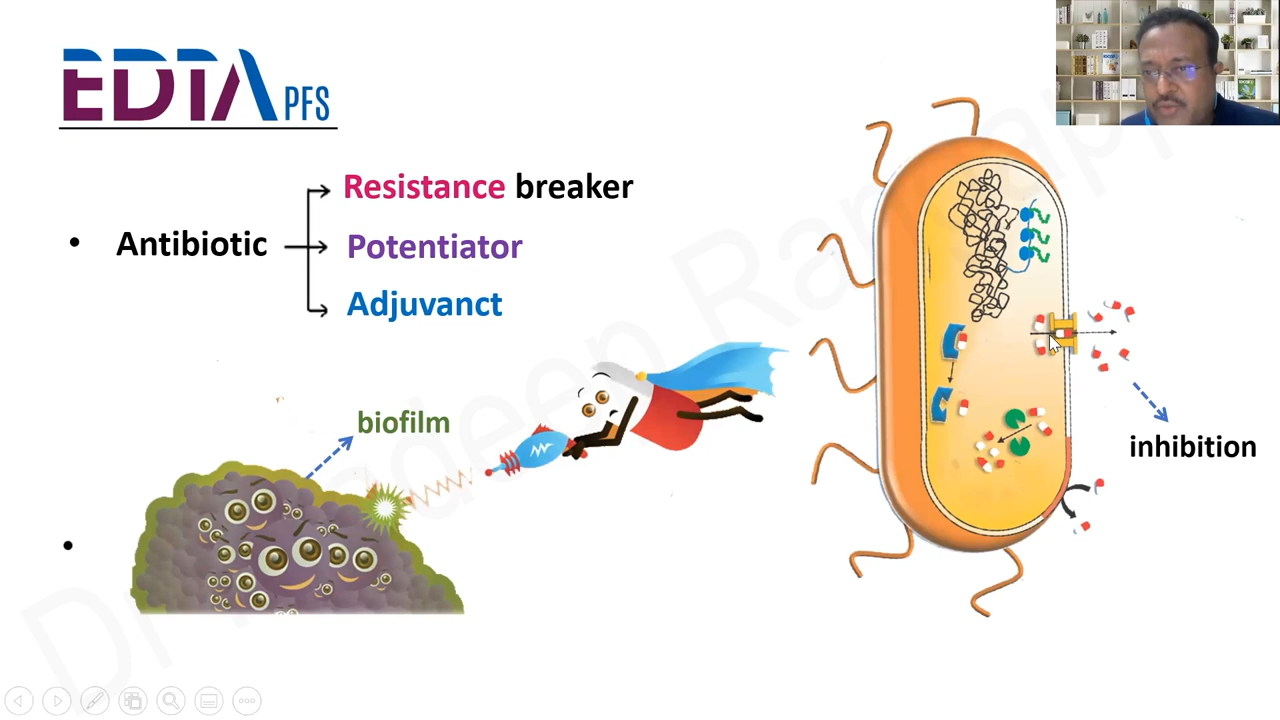 EDTA PFS
• Antibiotic
Resistance breaker
Potentiator
Adjuvanct
biofilm
inhibition
•